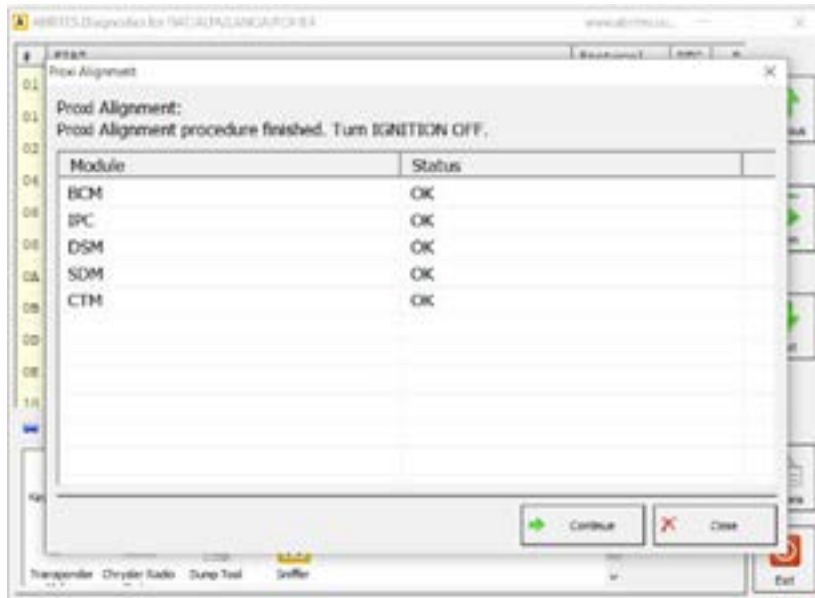 Proxi Alignment
Proxi Alignment:
Proxi Alignment procedure finished. Turn IGNITION OFF.
Module Status
BCM OK
IPC OK
DSM OK
SDM OK
CTM OK
Continue Close
Transponder Chrysler Radio Dump Tool Sniffer
Exit